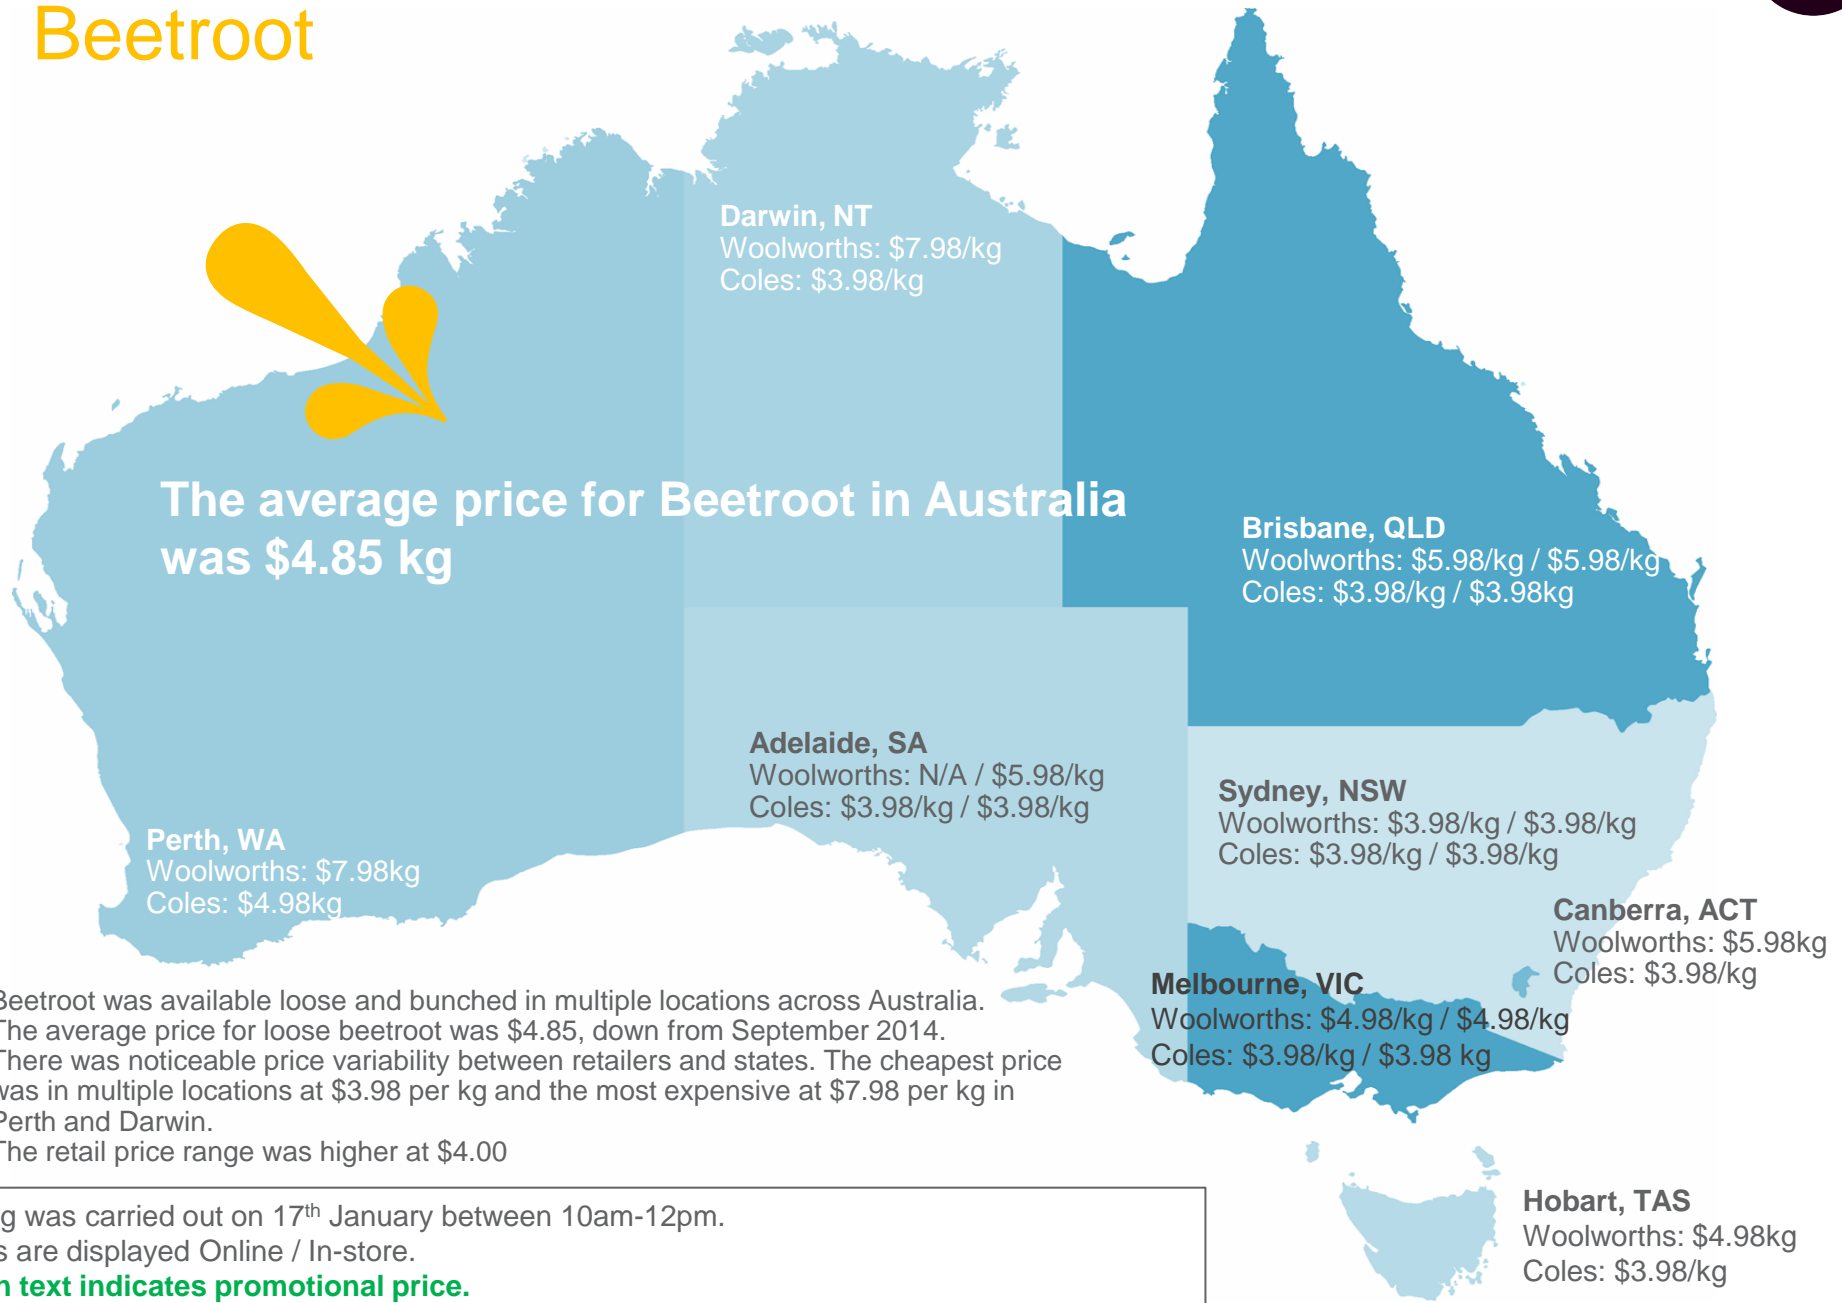 Beetroot
Darwin, NT
Woolworths: $7.98/kg
Coles: $3.98/kg
The average price for Beetroot in Australia
was $4.85 kg
Brisbane, QLD
Woolworths: $5.98/kg / $5.98/kg
Coles: $3.98/kg / $3.98kg
Adelaide, SA
Woolworths: N/A / $5.98/kg
Coles: $3.98/kg / $3.98/kg
Sydney, NSW
Woolworths: $3.98/kg / $3.98/kg
Coles: $3.98/kg / $3.98/kg
Perth, WA
Woolworths: $7.98kg
Coles: $4.98kg
Canberra, ACT
Woolworths: $5.98kg
Coles: $3.98/kg
Melbourne, VIC
Woolworths: $4.98/kg / $4.98/kg
Coles: $3.98/kg / $3.98 kg
Beetroot was available loose and bunched in multiple locations across Australia.
The average price for loose beetroot was $4.85, down from September 2014.
There was noticeable price variability between retailers and states. The cheapest price
was in multiple locations at $3.98 per kg and the most expensive at $7.98 per kg in
Perth and Darwin.
The retail price range was higher at $4.00
g was carried out on 17th January between 10am-12pm.
s are displayed Online / In-store.
n text indicates promotional price.
Hobart, TAS
Woolworths: $4.98kg
Coles: $3.98/kg